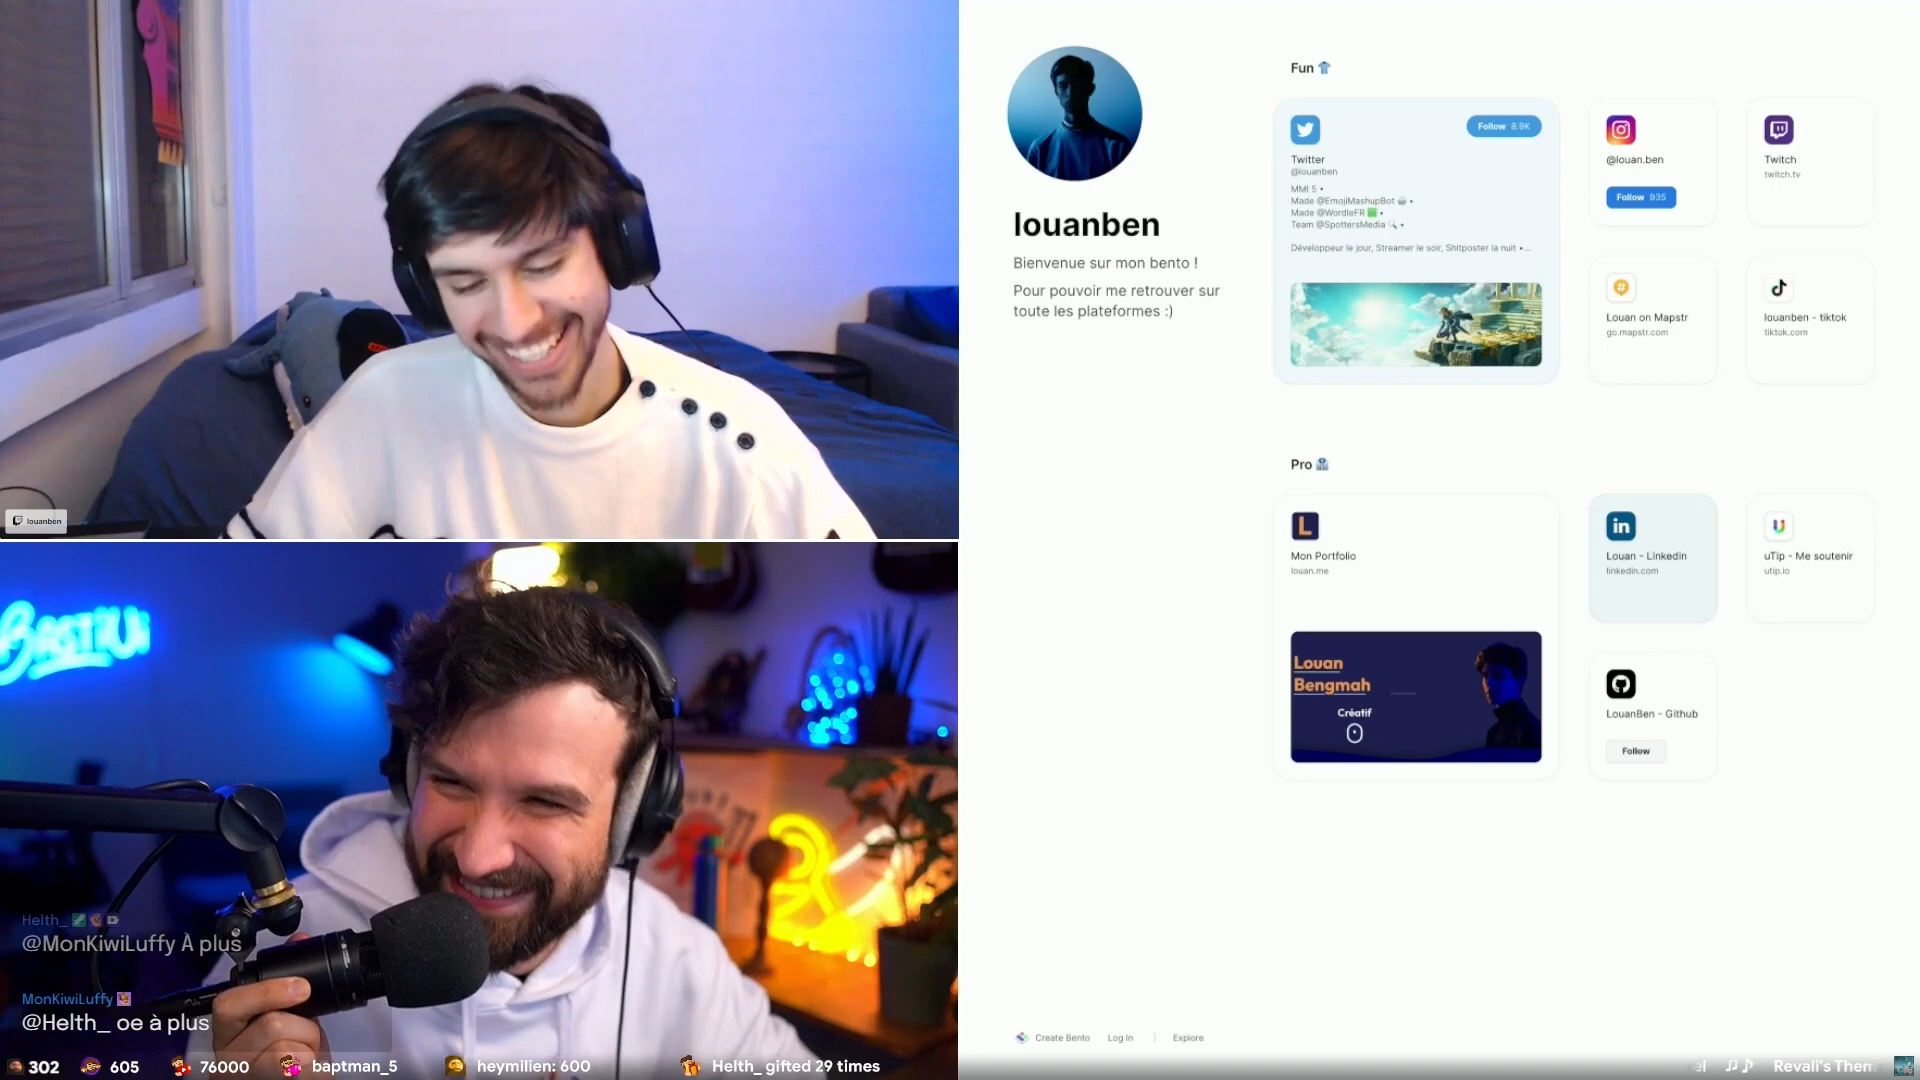 louanben
BASTIUI
Helth_
@MonKiwiLuffy À plus
MonKiwiLuffy
@Helth_ oe à plus
302
605
76000
baptman_5
heymilien: 600
Helth_ gifted 29 times
louanben
Bienvenue sur mon bento !
Pour pouvoir me retrouver sur
toute les plateformes :)
Fun
Follow 8.9K
Twitter
@louanben
MMI 5 •
Made @EmojiMashupBot •
Made @WordleFR •
Team @SpottersMedia •
Développeur le jour, Streamer le soir, Shitposter la nuit •...
@louan.ben
Follow 935
Twitch
twitch.tv
Louan on Mapstr
go.mapstr.com
louanben - tiktok
tiktok.com
Pro
L
Mon Portfolio
louan.me
Louan
Bengmah
Créatif
in
Louan - Linkedin
linkedin.com
uTip - Me soutenir
utip.io
LouanBen - Github
Follow
Create Bento
Log In
Explore
Revali's Them